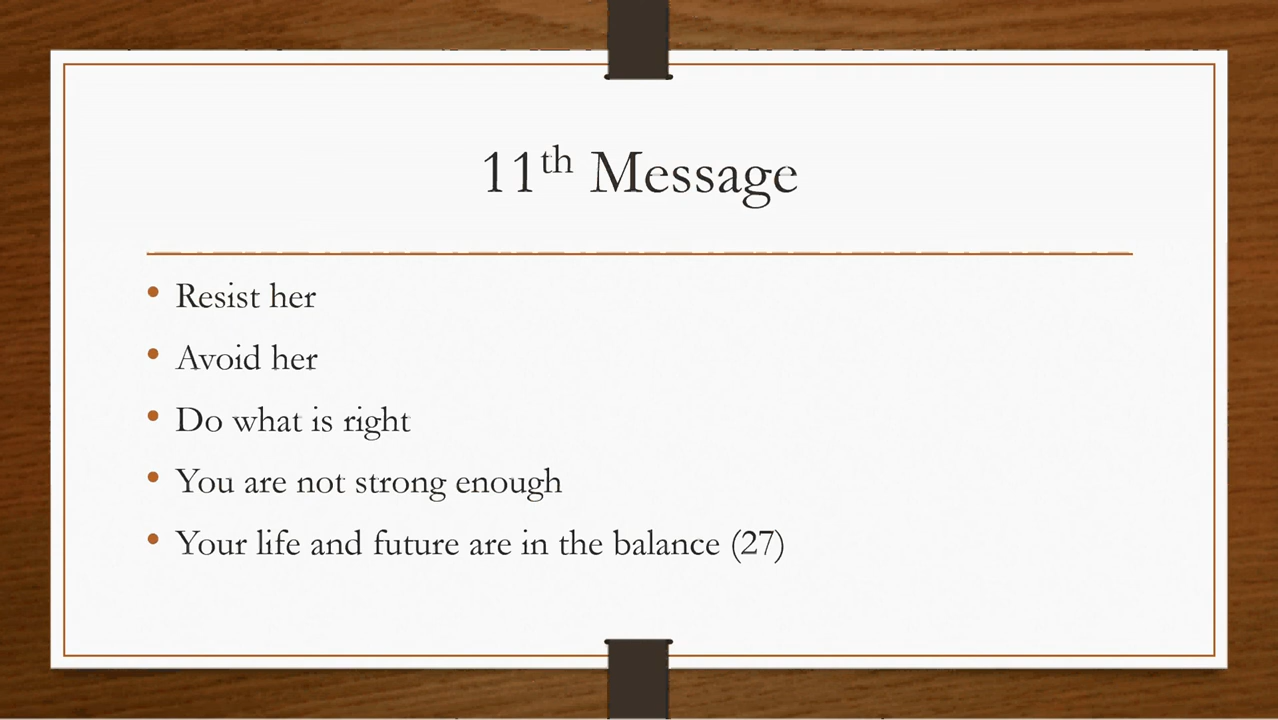 11th Message
• Resist her
• Avoid her
• Do what is right
• You are not strong enough
• Your life and future are in the balance (27)